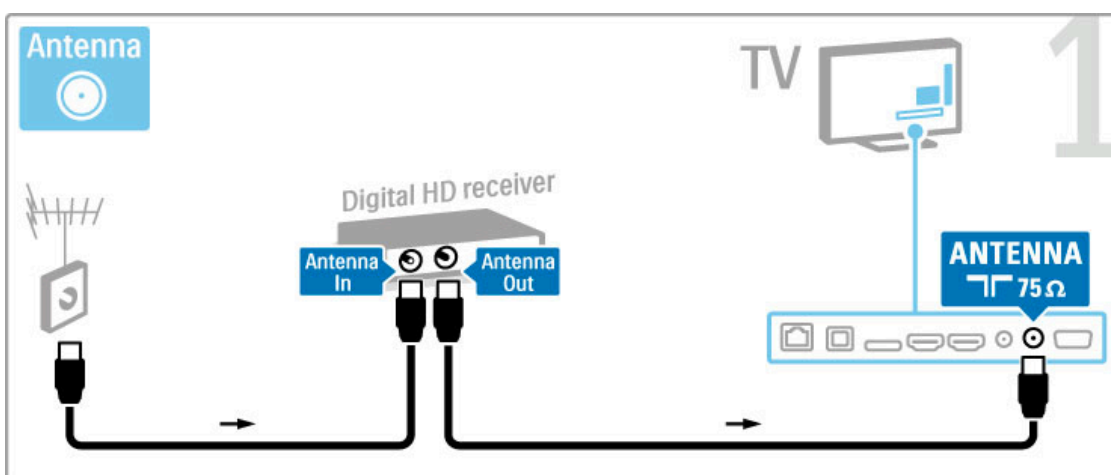 Antenna
TV
1
Digital HD receiver
Antenna
In
Antenna
Out
ANTENNA
75 Ω